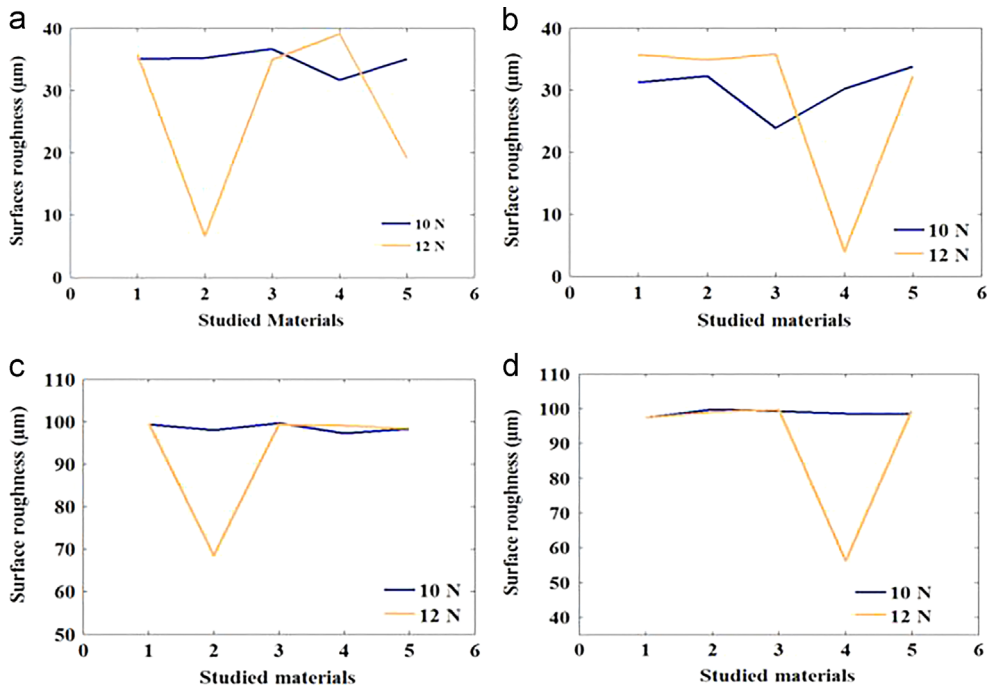 a
40
30
20
10
0
Surfaces roughness (µm)
10 N
12 N
0 1 2 3 4 5 6
Studied Materials
b
40
30
20
10
0
Surface roughness (µm)
10 N
12 N
0 1 2 3 4 5 6
Studied materials
c
110
100
90
80
70
60
50
Surface roughness (µm)
10 N
12 N
0 1 2 3 4 5 6
Studied materials
d
110
100
90
80
70
60
50
40
Surface roughness (µm)
10 N
12 N
0 1 2 3 4 5 6
Studied materials